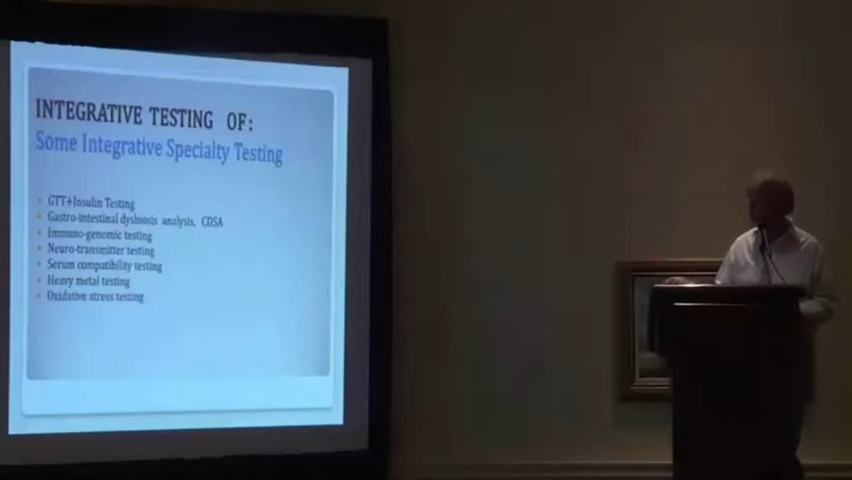 INTEGRATIVE TESTING OF:
Some Integrative Specialty Testing
GTT+Insulin Testing
Gastro-intestinal dysbiosis analysis, CDSA
Immuno-genomic testing
Neuro-transmitter testing
Serum compatibility testing
Heavy metal testing
Oxidative stress testing